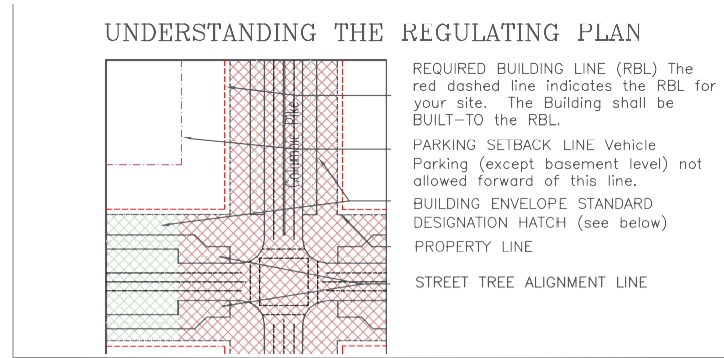 UNDERSTANDING THE REGULATING PLAN
REQUIRED BUILDING LINE (RBL) The
red dashed line indicates the RBL for
your site. The Building shall be
BUILT-TO the RBL.
PARKING SETBACK LINE Vehicle
Parking (except basement level) not
allowed forward of this line.
BUILDING ENVELOPE STANDARD
DESIGNATION HATCH (see below)
PROPERTY LINE
STREET TREE ALIGNMENT LINE
Columbia Pike